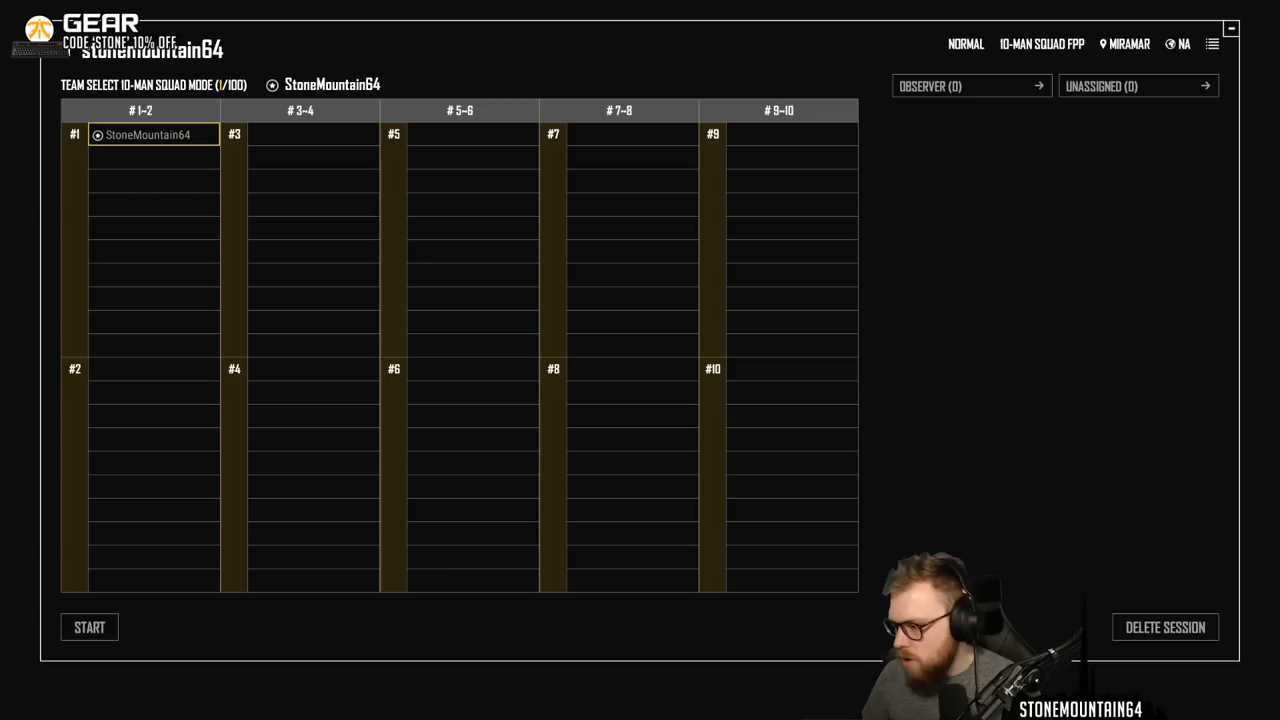 GEAR
CODE 'STONE' 10% OFF
stonemountain64
NORMAL 10-MAN SQUAD FPP MIRAMAR NA
TEAM SELECT 10-MAN SQUAD MODE (1/100) StoneMountain64
OBSERVER (0) UNASSIGNED (0)
# 1~2 # 3~4 # 5~6 # 7~8 # 9~10
#1 StoneMountain64 #3 #5 #7 #9
#2 #4 #6 #8 #10
START DELETE SESSION
STONEMOUNTAIN64